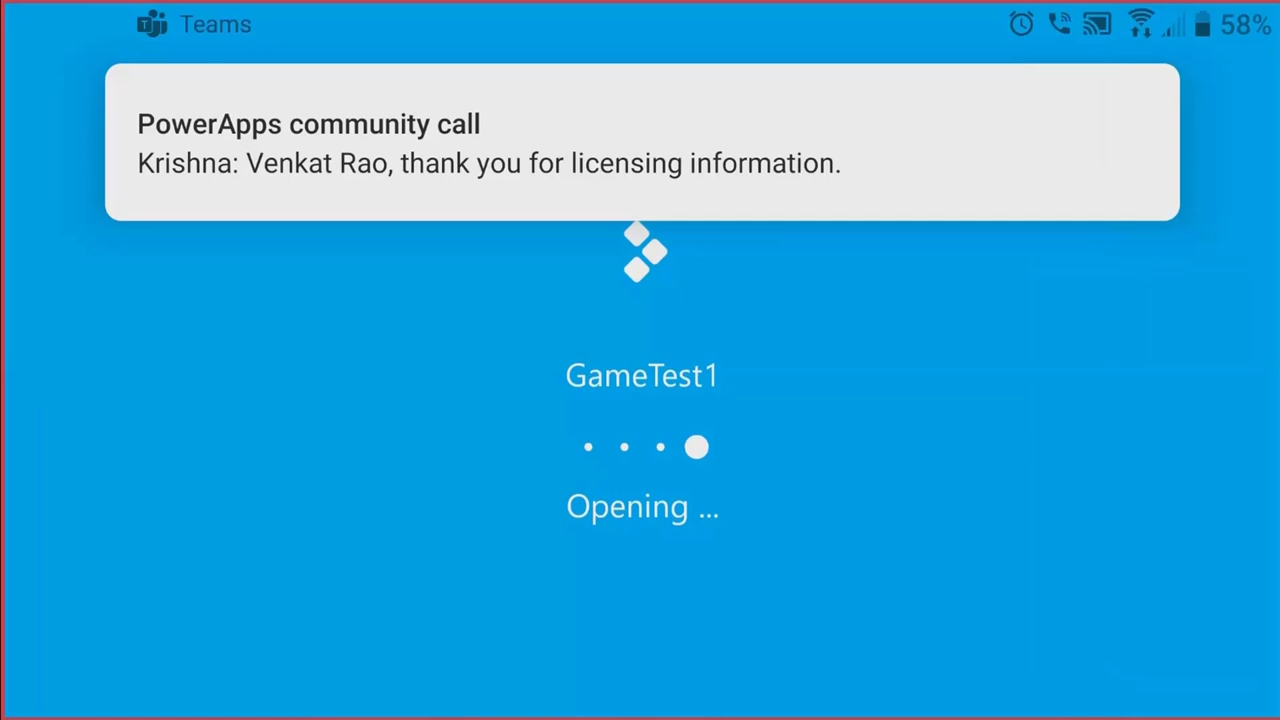 Teams
58%
PowerApps community call
Krishna: Venkat Rao, thank you for licensing information.
GameTest1
Opening ...